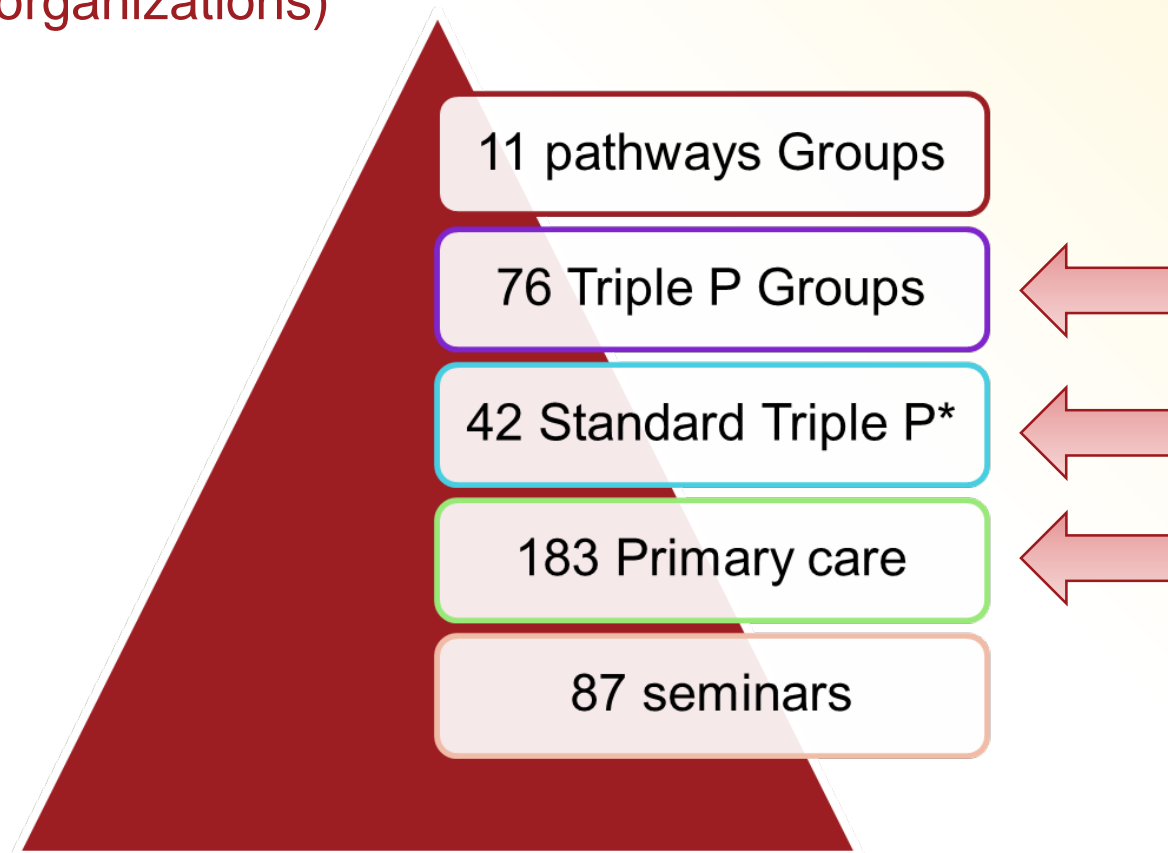 organizations)
11 pathways Groups
76 Triple P Groups
42 Standard Triple P*
183 Primary care
87 seminars